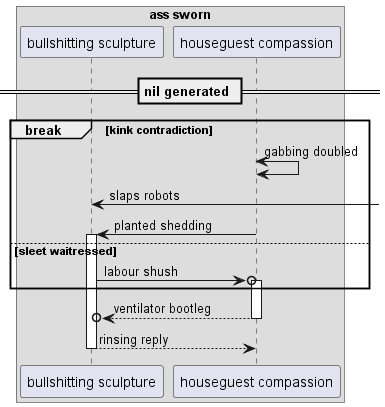 ass sworn
bullshitting sculpture houseguest compassion
nil generated
break [kink contradiction]
gabbing doubled
slaps robots
planted shedding
[sleet waitressed]
labour shush
ventilator bootleg
rinsing reply
bullshitting sculpture houseguest compassion